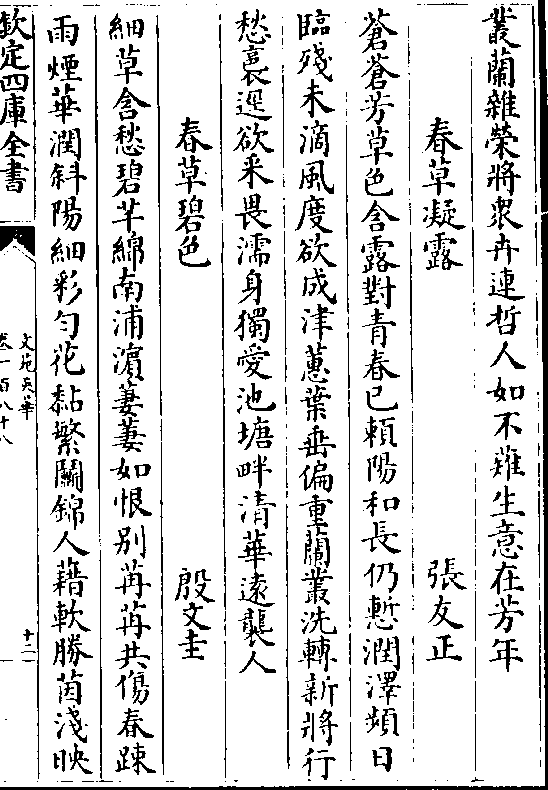 叢蘭雜榮將衆卉連哲人如不薙生意在芳年
春草凝露 張友正
蒼蒼芳草色含露對青春已賴陽和長仍慙潤澤頻日
臨殘未滴風度欲成津蕙葉垂偏重蘭叢洗轉新將行
愁裛逕欲采畏濡身獨愛池塘畔清華遠襲人
春草碧色 殷文圭
細草含愁碧芊綿南浦濵萋萋如恨别苒苒共傷春踈
雨煙華潤斜陽細彩勻花黏繁鬭錦人藉軟勝茵淺映
欽定四庫全書
文苑英華
卷一百八十八
十二